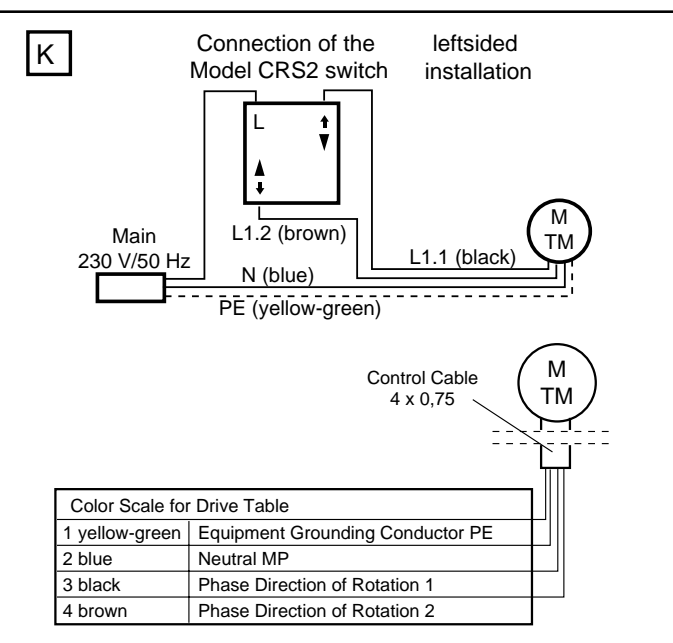 K
Connection of the
Model CRS2 switch
leftsided
installation
L
L1.2 (brown)
L1.1 (black)
M
TM
Main
230 V/50 Hz
N (blue)
PE (yellow-green)
Control Cable
4 x 0,75
M
TM
Color Scale for Drive Table
1 yellow-green Equipment Grounding Conductor PE
2 blue Neutral MP
3 black Phase Direction of Rotation 1
4 brown Phase Direction of Rotation 2